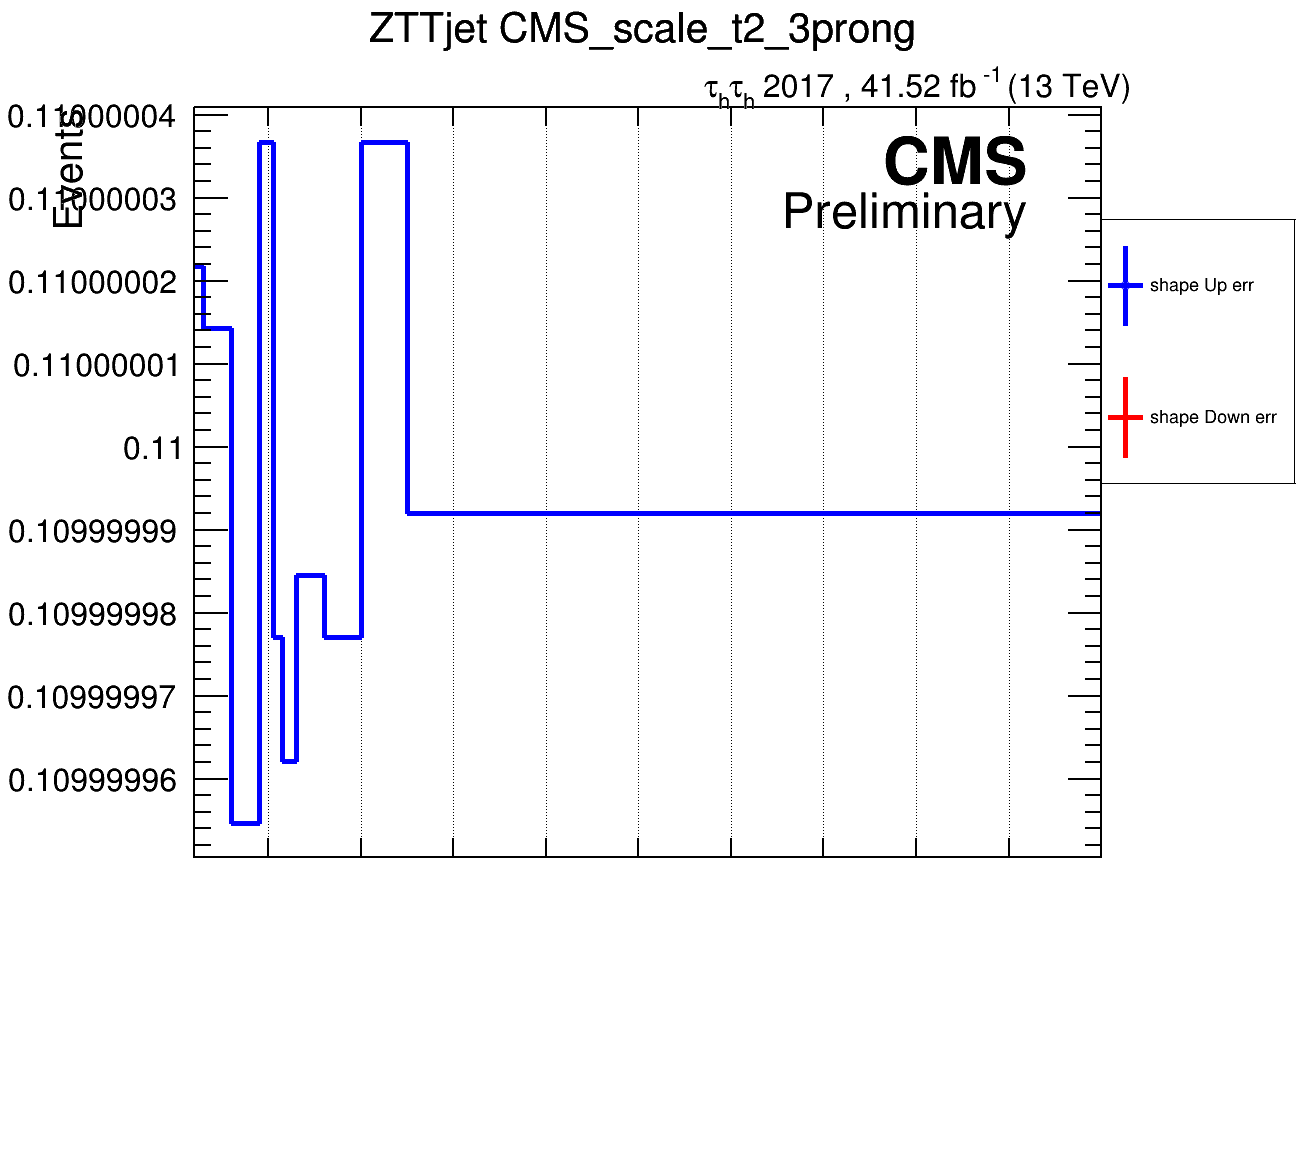 ZTTjet CMS_scale_t2_3prong
τhτh 2017 , 41.52 fb -1 (13 TeV)
Events
0.11000004
0.11000003
0.11000002
0.11000001
0.11
0.10999999
0.10999998
0.10999997
0.10999996
CMS
Preliminary
shape Up err
shape Down err